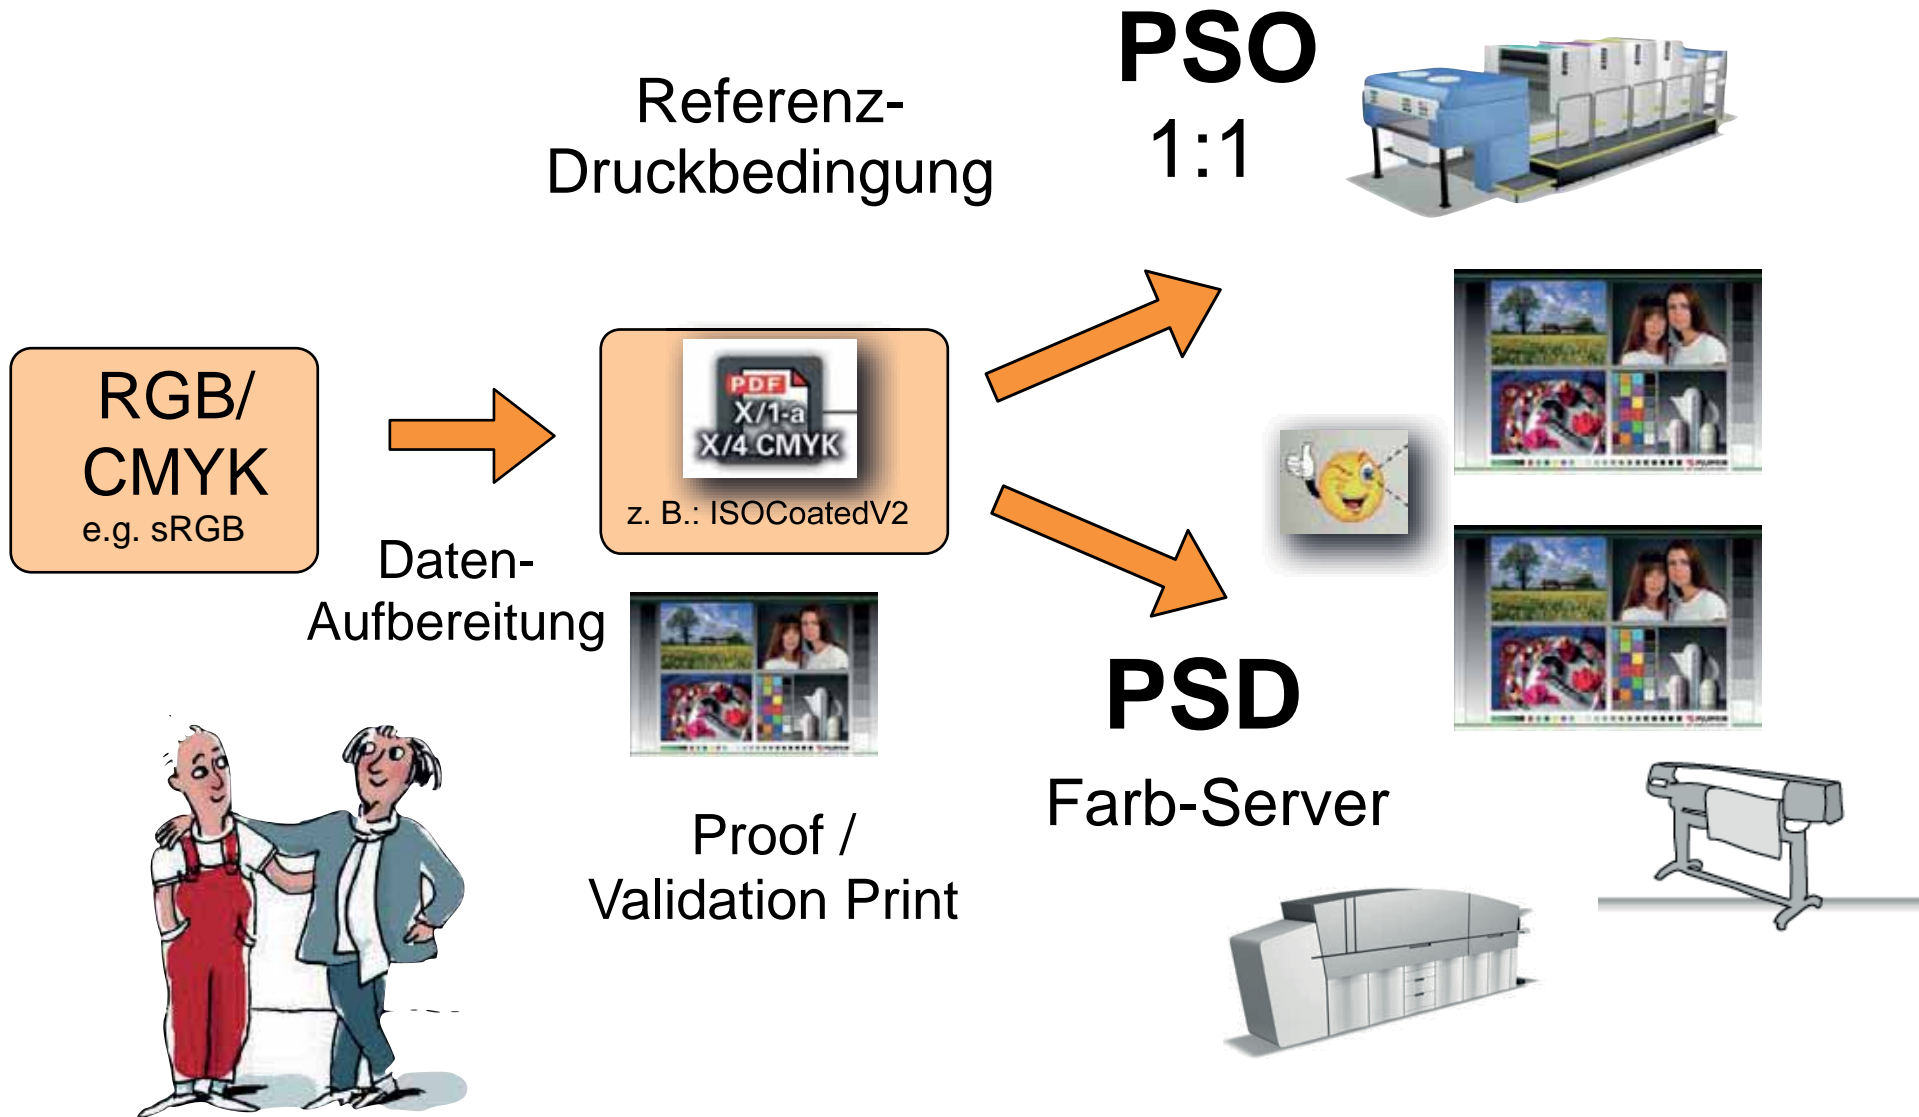 PSO
1:1
Referenz-
Druckbedingung
RGB/
CMYK
e.g. sRGB
Daten-
Aufbereitung
PDF
X/1-a
X/4 CMYK
z. B.: ISOCoatedV2
Proof /
Validation Print
PSD
Farb-Server